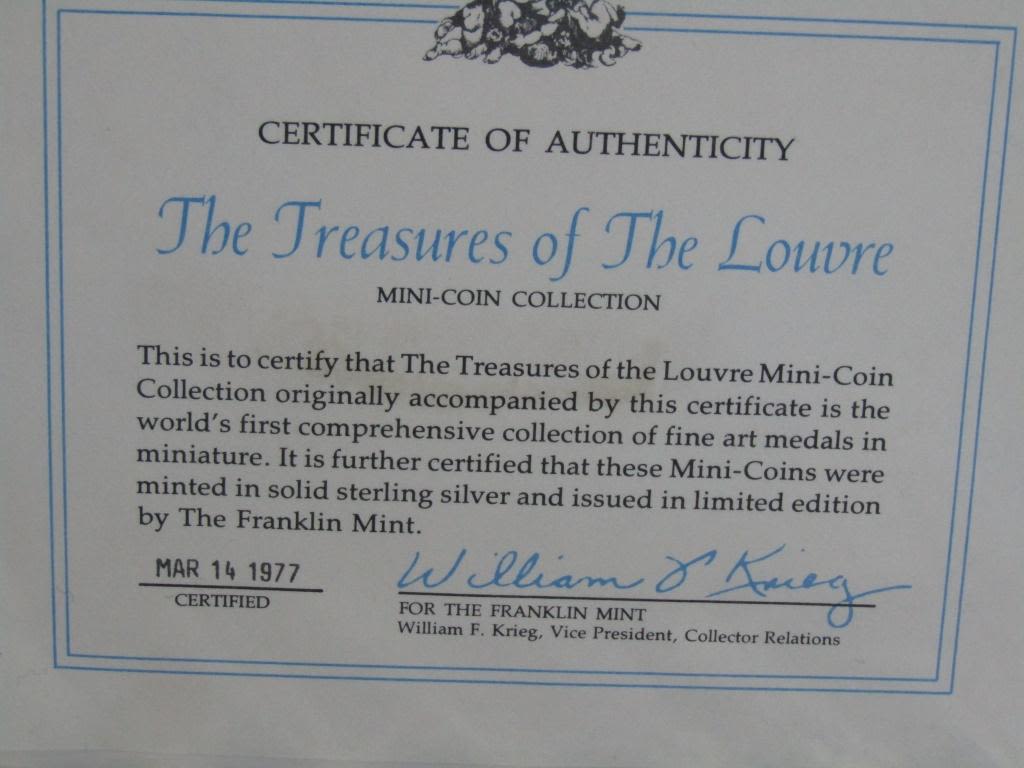 CERTIFICATE OF AUTHENTICITY
The Treasures of The Louvre
MINI-COIN COLLECTION
This is to certify that The Treasures of the Louvre Mini-Coin
Collection originally accompanied by this certificate is the
world's first comprehensive collection of fine art medals in
miniature. It is further certified that these Mini-Coins were
minted in solid sterling silver and issued in limited edition
by The Franklin Mint.
MAR 14 1977
William F Krieg
CERTIFIED
FOR THE FRANKLIN MINT
William F. Krieg, Vice President, Collector Relations